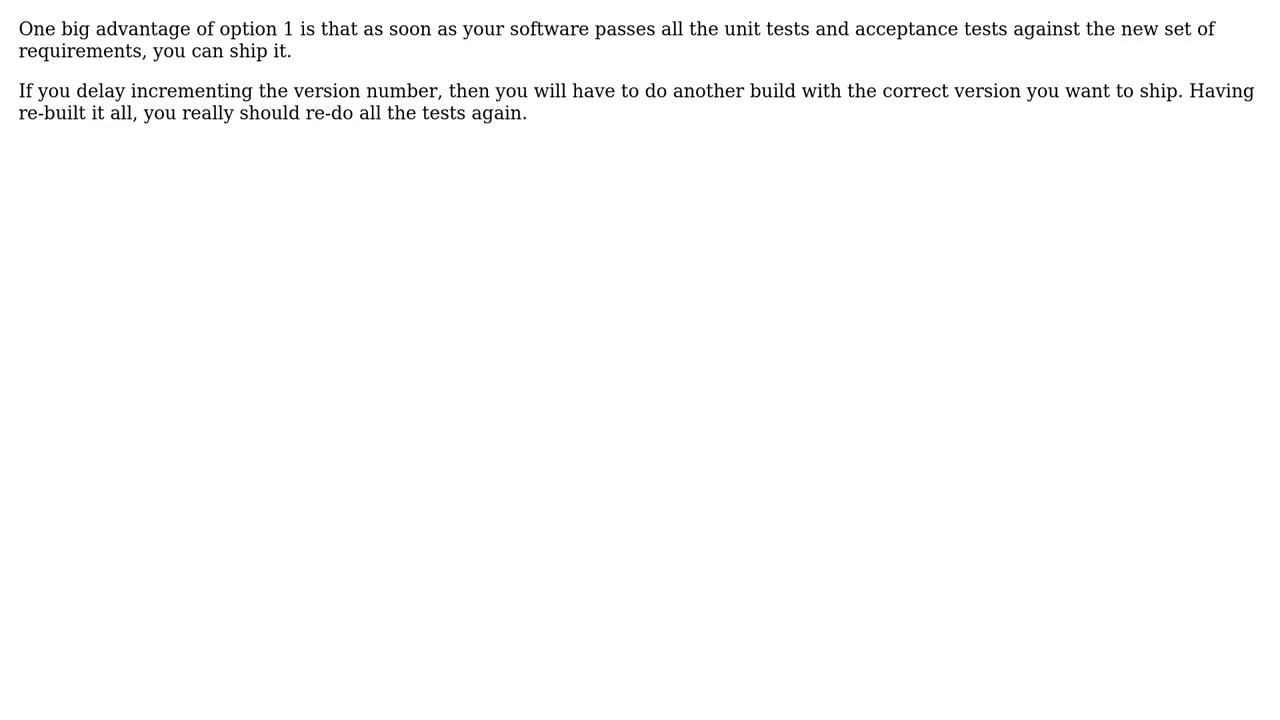 One big advantage of option 1 is that as soon as your software passes all the unit tests and acceptance tests against the new set of
requirements, you can ship it.
If you delay incrementing the version number, then you will have to do another build with the correct version you want to ship. Having
re-built it all, you really should re-do all the tests again.